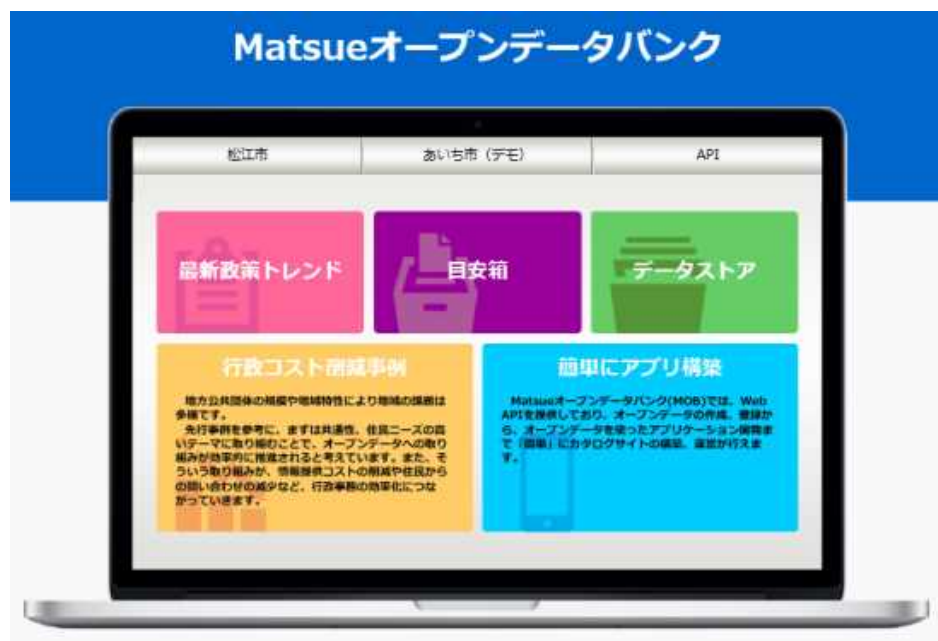 Matsueオープンデータバンク
松江市
あいち市（デモ）
API
最新政策トレンド
目安箱
データストア
行政コスト削減事例
地方公共団体の規模や地域特性により地域の課題は
多様です。
先行事例を参考に、まずは共通性、住民ニーズの高
いテーマに取り組むことで、オープンデータへの取り
組みが効率的に推進されると考えています。また、そ
ういう取り組みが、情報提供コストの削減や住民から
の問い合わせの減少など、行政事務の効率化につな
がっていきます。
簡単にアプリ構築
Matsueオープンデータバンク(MOB)では、Web
APIを提供しており、オープンデータの作成、登録か
ら、オープンデータを使ったアプリケーション開発ま
で「簡単」にカタログサイトの構築、運営が行えま
す。